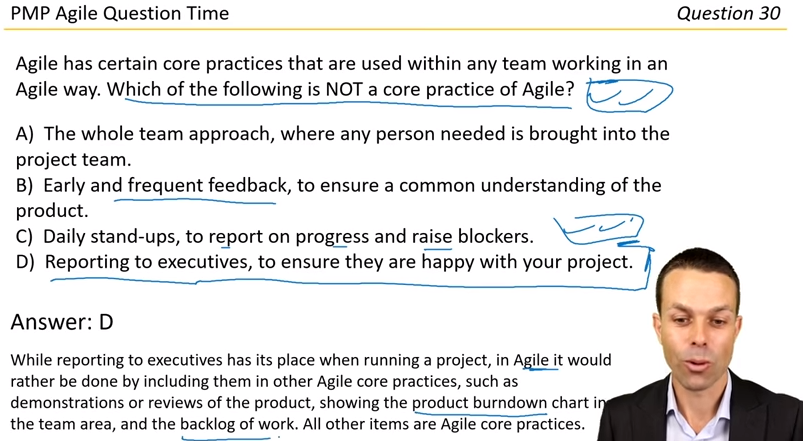 PMP Agile Question Time
Question 30
Agile has certain core practices that are used within any team working in an
Agile way. Which of the following is NOT a core practice of Agile?
A) The whole team approach, where any person needed is brought into the
project team.
B) Early and frequent feedback, to ensure a common understanding of the
product.
C) Daily stand-ups, to report on progress and raise blockers.
D) Reporting to executives, to ensure they are happy with your project.
Answer: D
While reporting to executives has its place when running a project, in Agile it would
rather be done by including them in other Agile core practices, such as
demonstrations or reviews of the product, showing the product burndown chart in
the team area, and the backlog of work. All other items are Agile core practices.